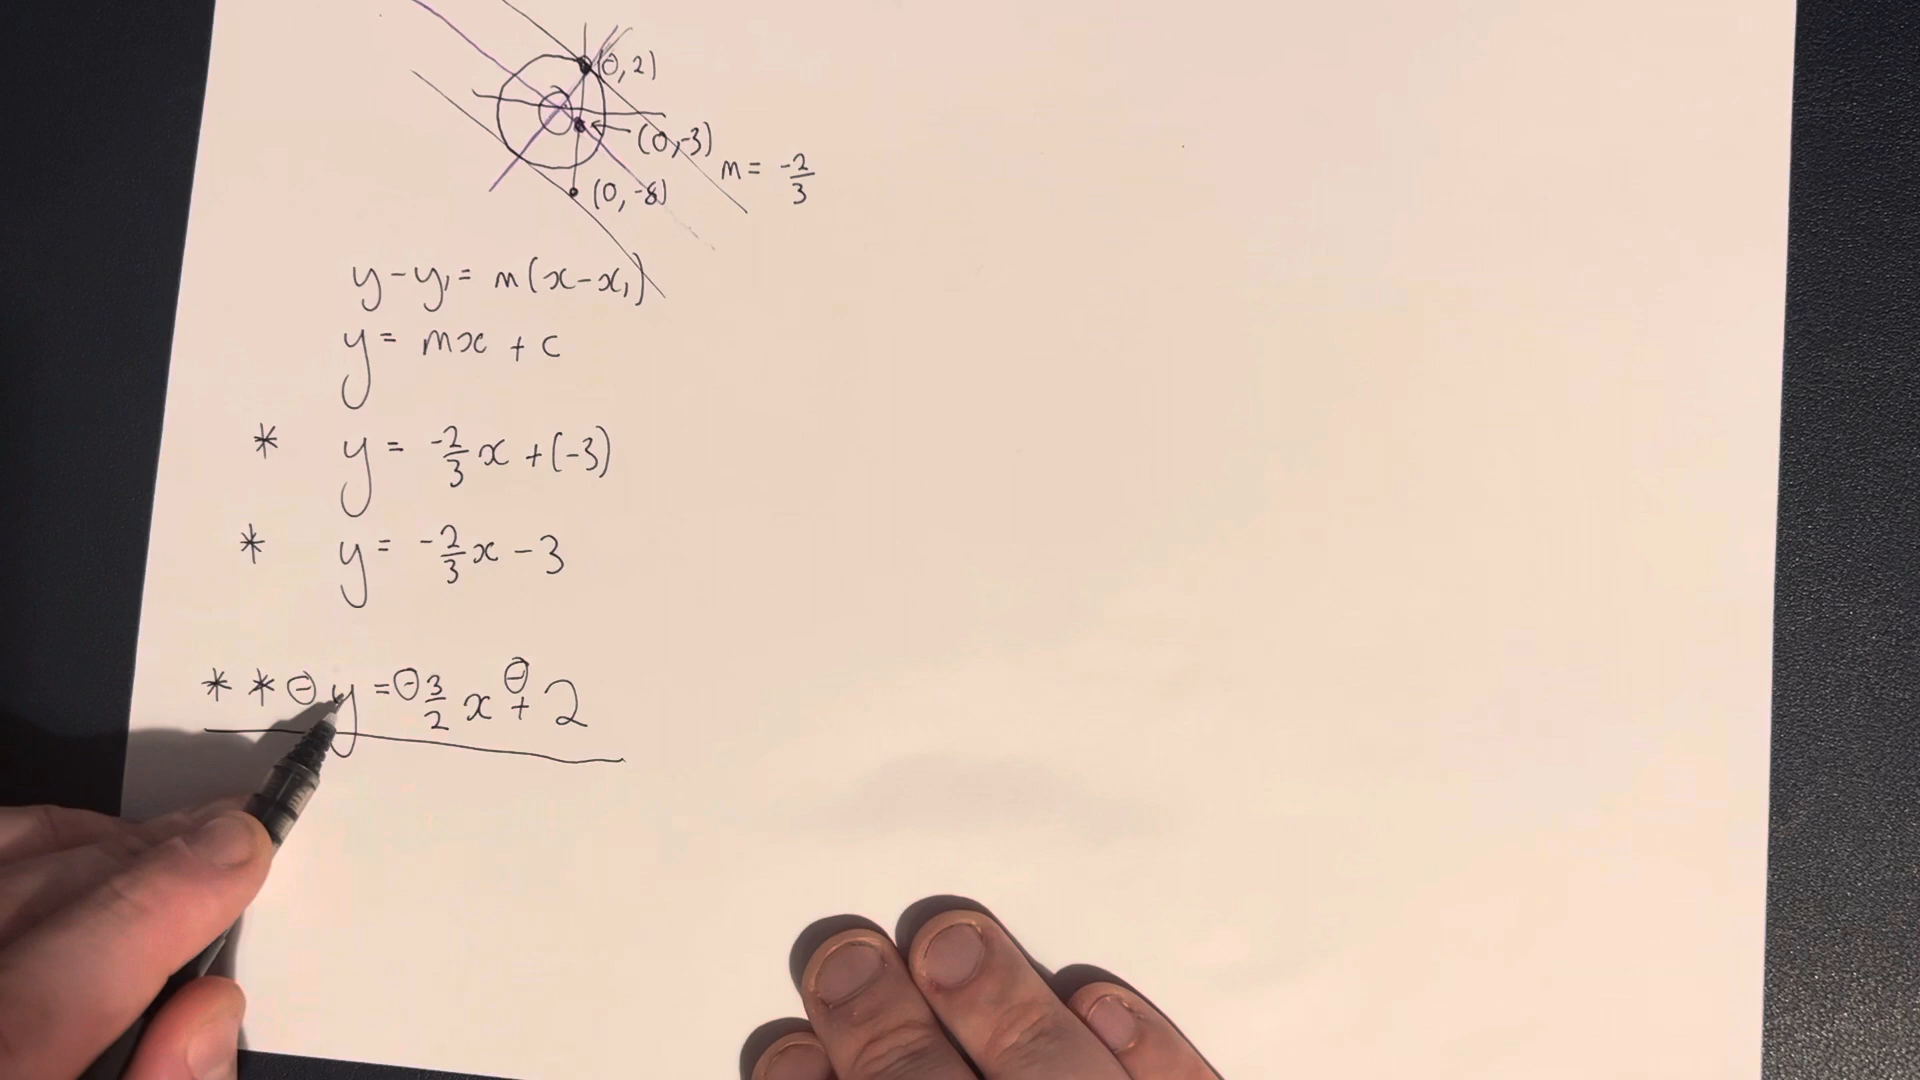 (0,2)
(0,-3)
m = -2/3
(0,-8)
y-y₁ = m(x-x₁)
y = mx + c
* y = -2/3 x + (-3)
* y = -2/3 x - 3
* * ⊖ y = ⊖ 3/2 x ⊖ + 2